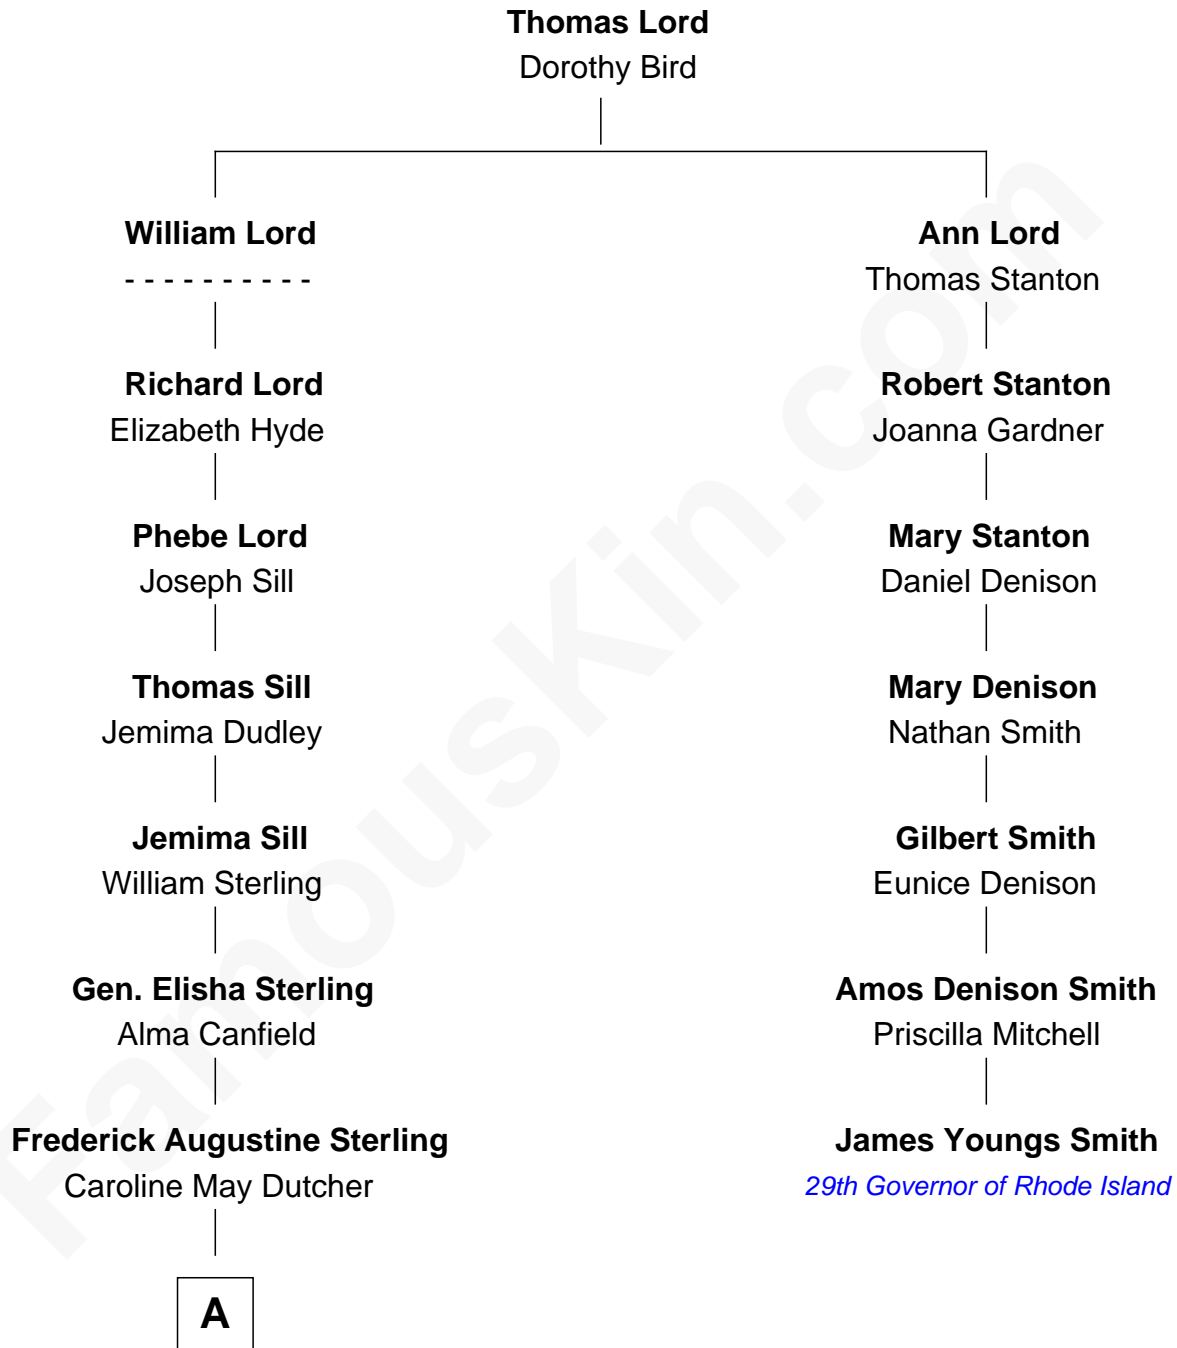 Thomas Lord
Dorothy Bird
William Lord
- - - - - - - - - -
Richard Lord
Elizabeth Hyde
Phebe Lord
Joseph Sill
Thomas Sill
Jemima Dudley
Jemima Sill
William Sterling
Gen. Elisha Sterling
Alma Canfield
Frederick Augustine Sterling
Caroline May Dutcher
A
Ann Lord
Thomas Stanton
Robert Stanton
Joanna Gardner
Mary Stanton
Daniel Denison
Mary Denison
Nathan Smith
Gilbert Smith
Eunice Denison
Amos Denison Smith
Priscilla Mitchell
James Youngs Smith
29th Governor of Rhode Island
FamousKin.com